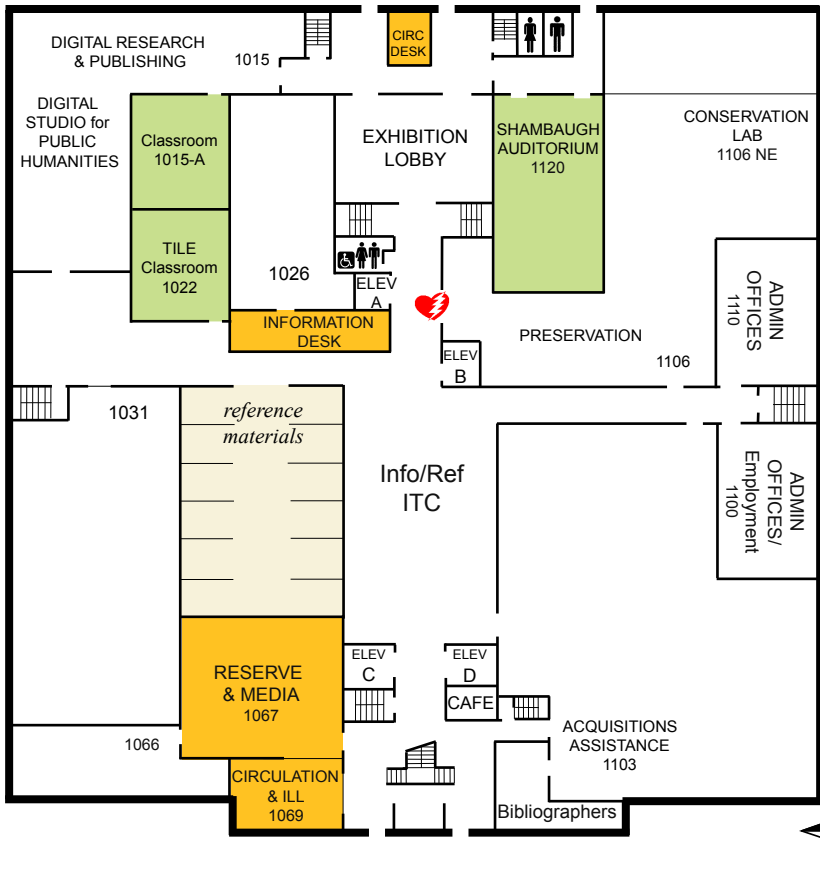 DIGITAL RESEARCH
& PUBLISHING
1015
CIRC
DESK
DIGITAL
STUDIO for
PUBLIC
HUMANITIES
Classroom
1015-A
EXHIBITION
LOBBY
SHAMBAUGH
AUDITORIUM
1120
CONSERVATION
LAB
1106 NE
TILE
Classroom
1022
1026
ELEV
A
INFORMATION
DESK
PRESERVATION
1106
ELEV
B
ADMIN
OFFICES
1110
1031
reference
materials
Info/Ref
ITC
ADMIN
OFFICES/
Employment
1100
RESERVE
& MEDIA
1067
ELEV
C
ELEV
D
CAFE
1066
ACQUISITIONS
ASSISTANCE
1103
CIRCULATION
& ILL
1069
Bibliographers